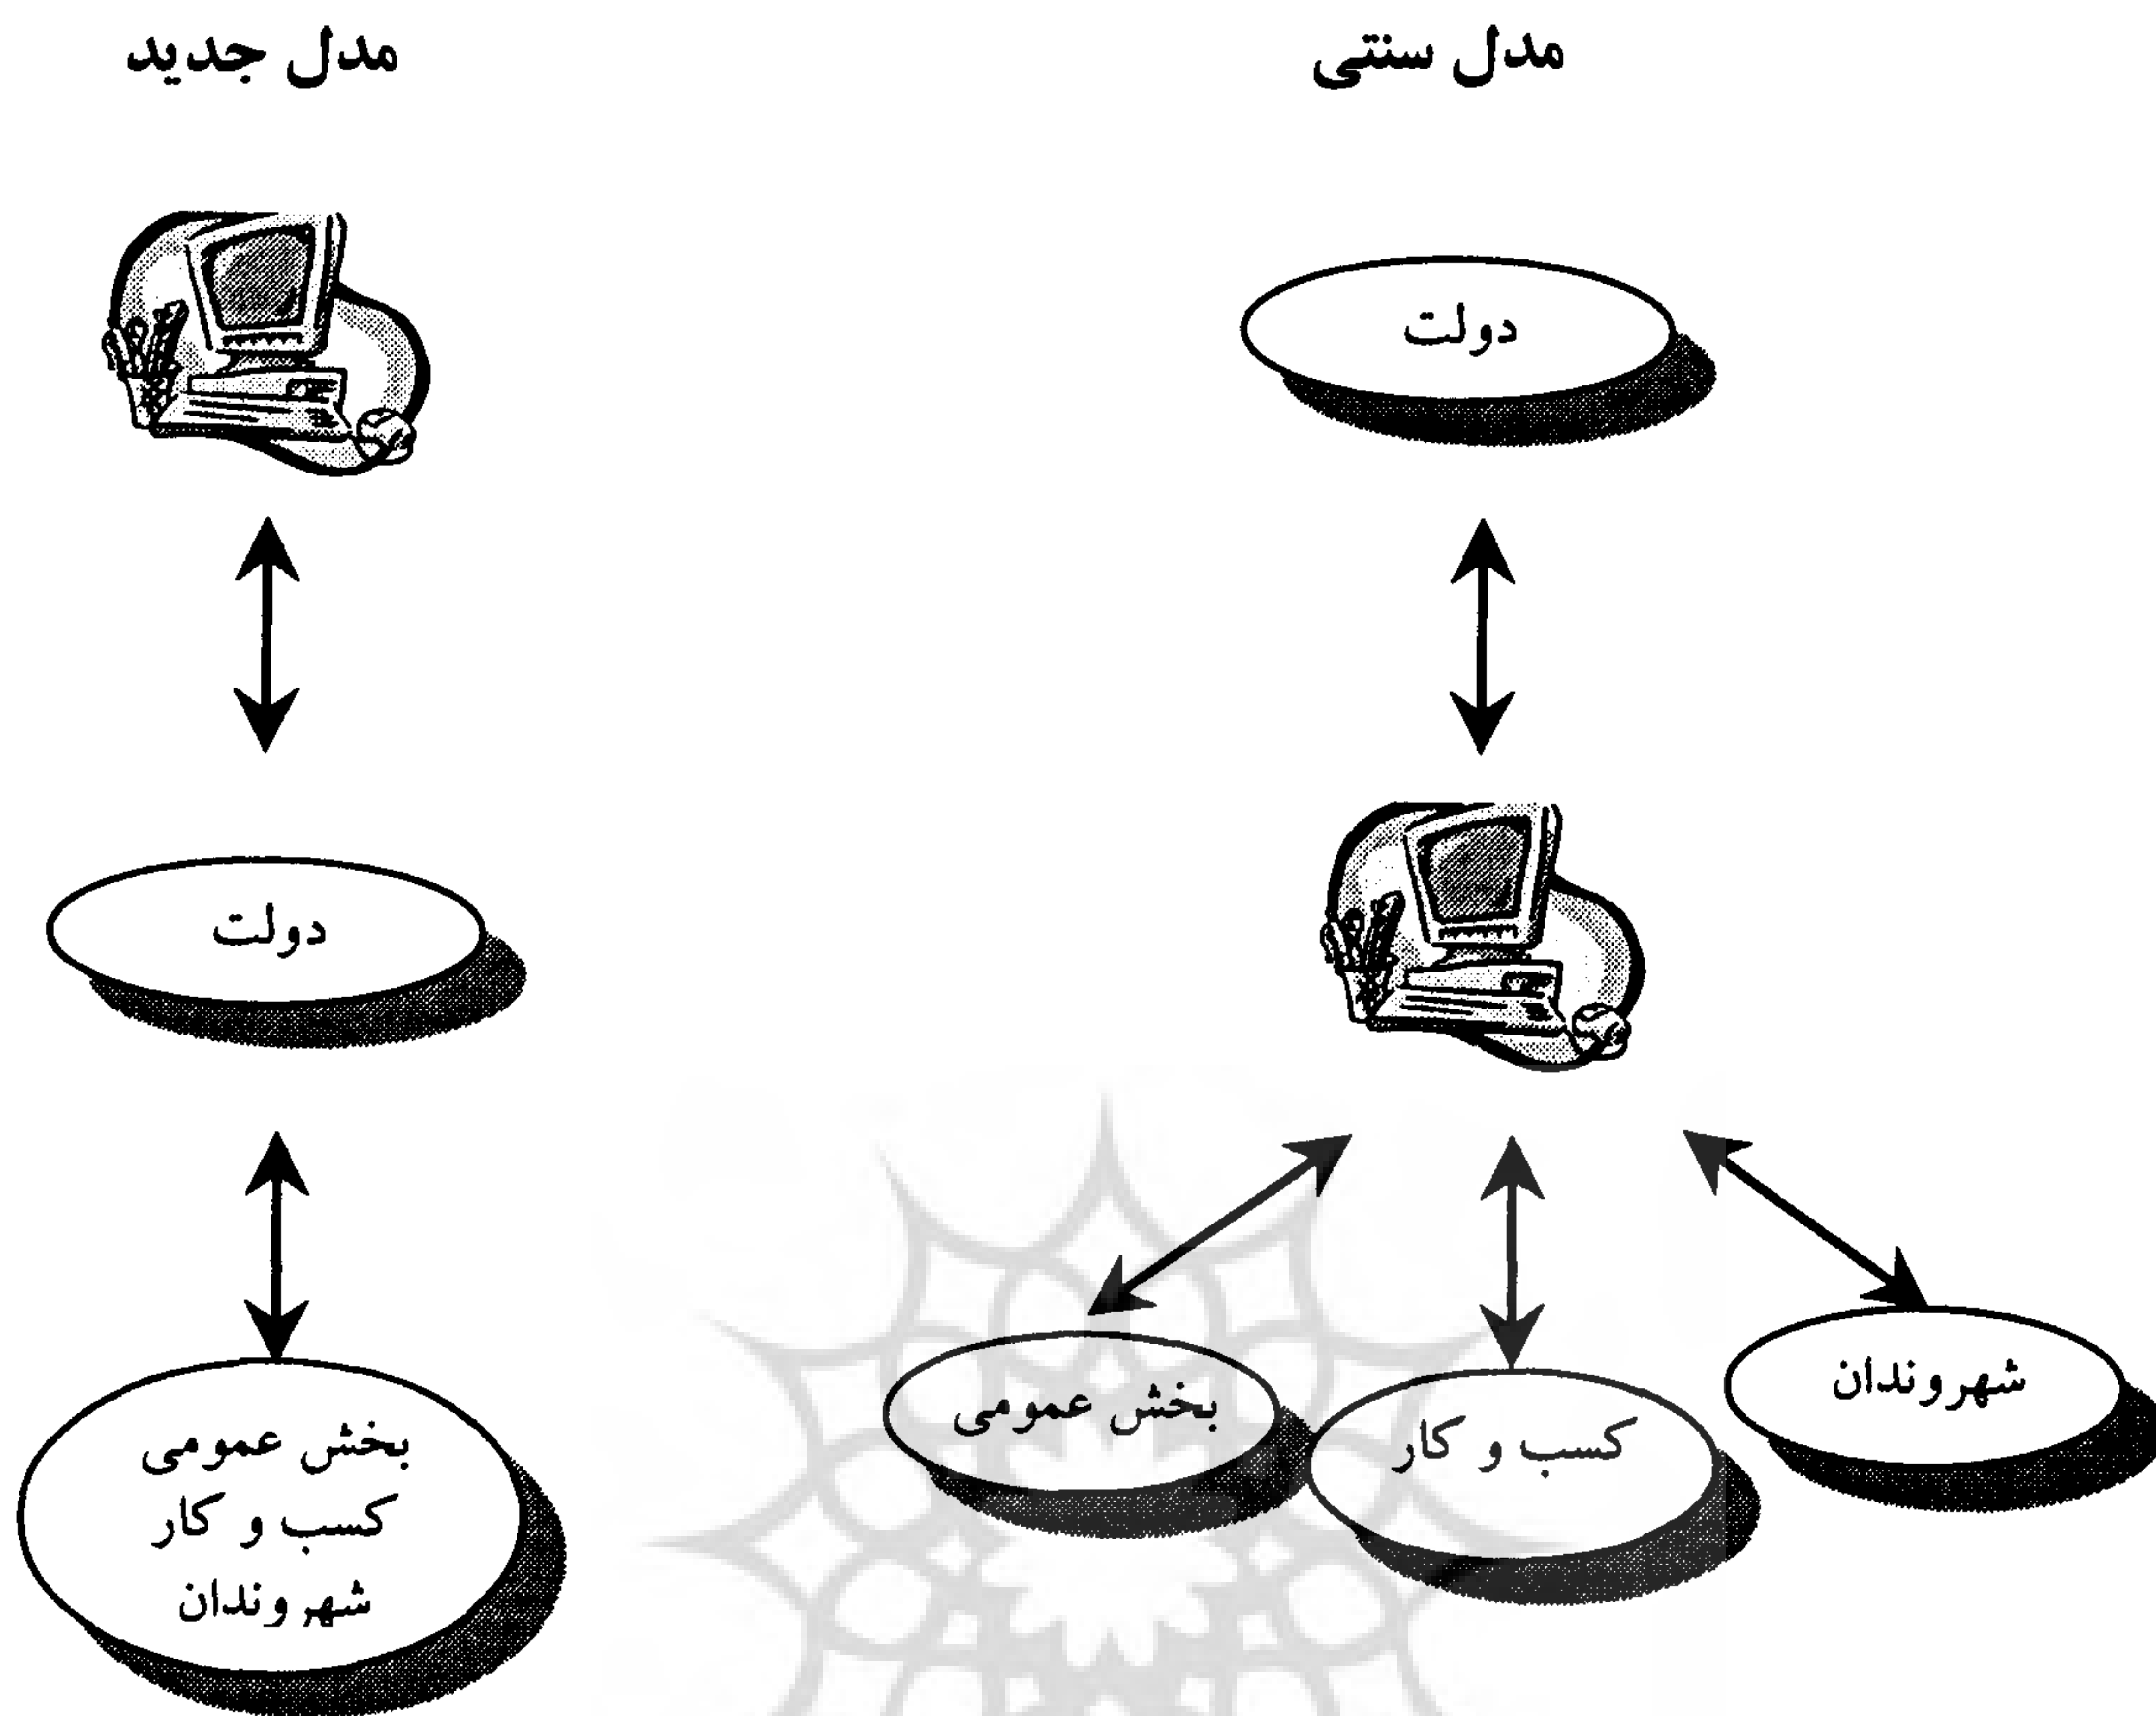 مدل سنتی
مدل جدید
دولت
دولت
شهروندان
کسب و کار
بخش عمومی
بخش عمومی
کسب و کار
شهروندان